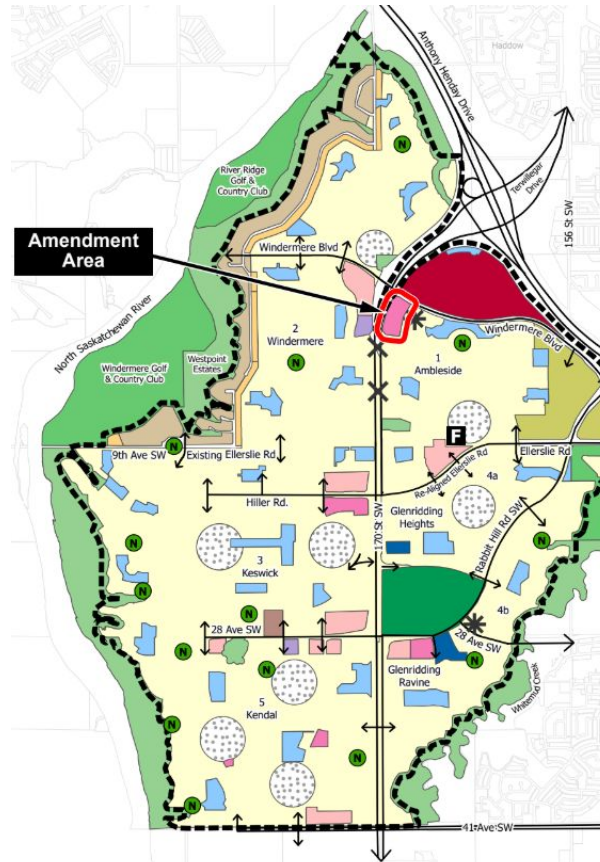 Haddow
Anthony Henday Drive
Terwillegar
Drive
156 St SW
River Ridge
Golf &
Country Club
Amendment
Area
Windermere Blvd
North Saskatchewan River
2
Windermere
Windermere Blvd
1
Ambleside
Westpoint
Estates
Windermere Golf
& Country Club
N
N
N
N
F
9th Ave SW
Existing Ellerslie Rd
Ellerslie Rd
Re-Aligned Ellerslie Rd
4a
Hiller Rd.
170 St SW
Glenridding
Heights
Rabbit Hill Rd SW
3
Keswick
N
N
N
4b
28 Ave SW
N
28 Ave SW
N
N
N
Glenridding
Ravine
Whitemud Creek
5
Kendal
N
N
N
41 Ave SW